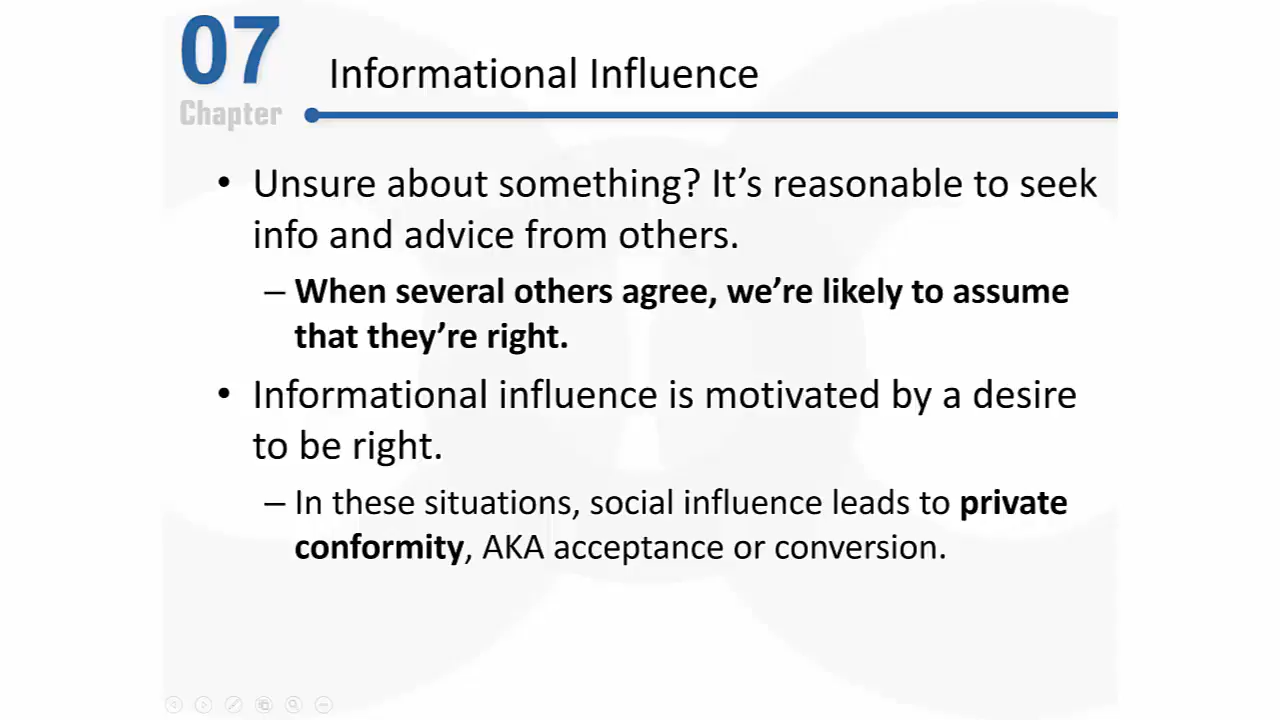 07
Chapter
Informational Influence
• Unsure about something? It’s reasonable to seek
info and advice from others.
– When several others agree, we’re likely to assume
that they’re right.
• Informational influence is motivated by a desire
to be right.
– In these situations, social influence leads to private
conformity, AKA acceptance or conversion.